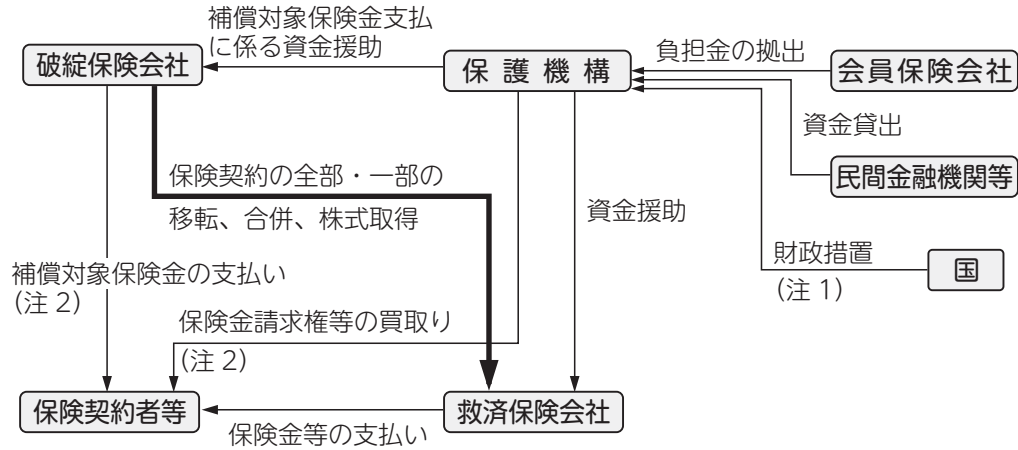 補償対象保険金支払
に係る資金援助
破綻保険会社
保護機構
負担金の拠出
会員保険会社
資金貸出
民間金融機関等
保険契約の全部・一部の
移転、合併、株式取得
資金援助
財政措置
(注 1)
国
補償対象保険金の支払い
(注 2)
保険金請求権等の買取り
(注 2)
保険契約者等
救済保険会社
保険金等の支払い